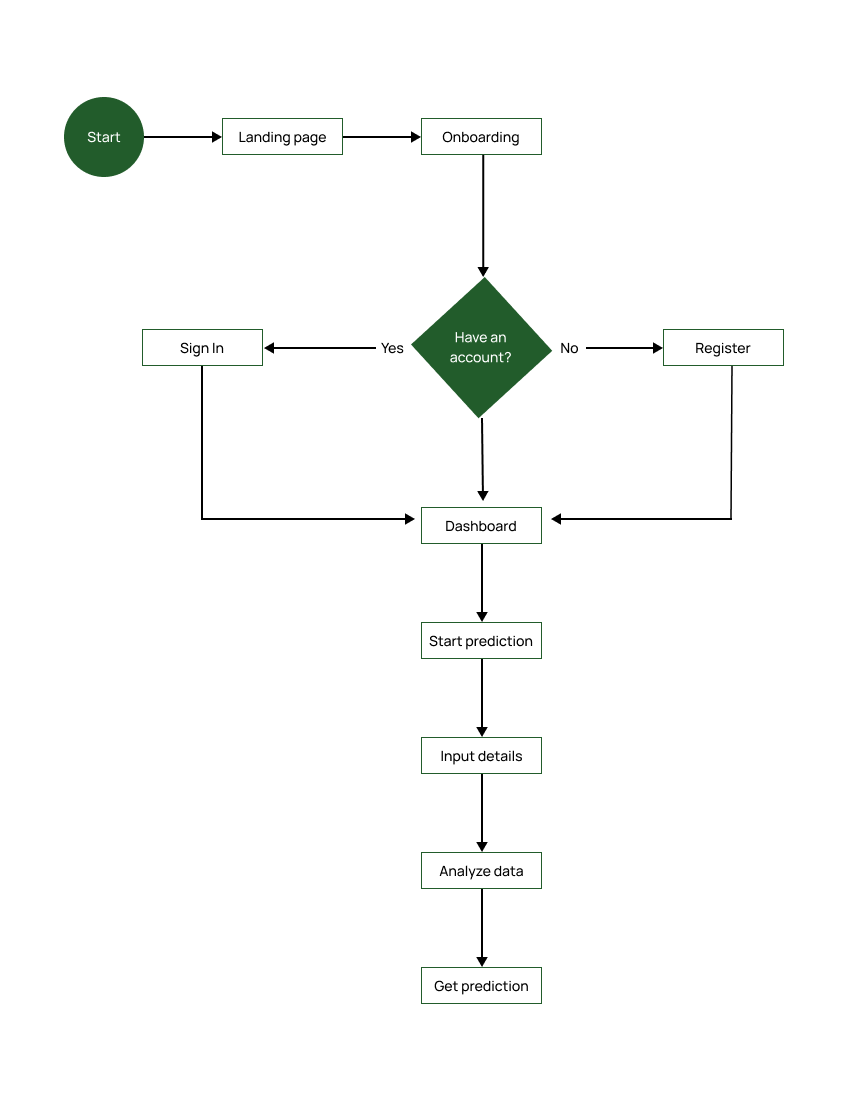 Start
Landing page
Onboarding
Have an
account?
Sign In
Yes
No
Register
Dashboard
Start prediction
Input details
Analyze data
Get prediction